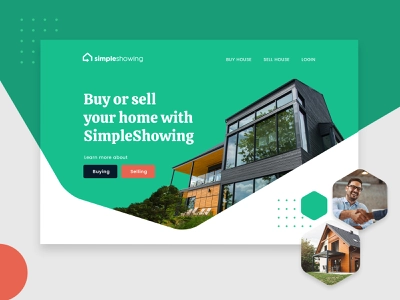 simpleshowing
BUY HOUSE SELL HOUSE LOGIN
Buy or sell
your home with
SimpleShowing
Learn more about
Buying Selling